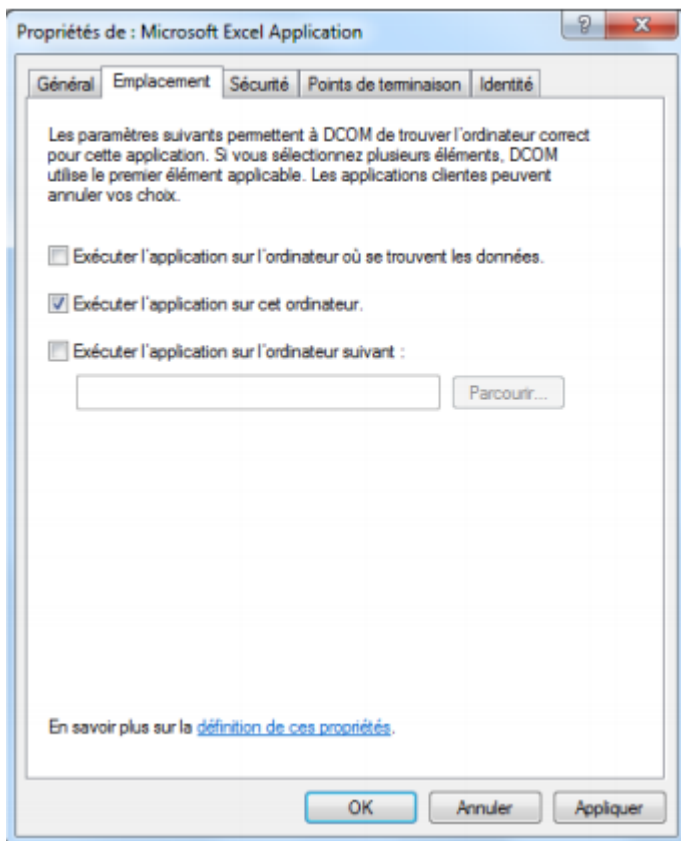 Propriétés de : Microsoft Excel Application
Général Emplacement Sécurité Points de terminaison Identité
Les paramètres suivants permettent à DCOM de trouver l'ordinateur correct
pour cette application. Si vous sélectionnez plusieurs éléments, DCOM
utilise le premier élément applicable. Les applications clientes peuvent
annuler vos choix.
Exécuter l'application sur l'ordinateur où se trouvent les données.
Exécuter l'application sur cet ordinateur.
Exécuter l'application sur l'ordinateur suivant :
Parcourir...
En savoir plus sur la définition de ces propriétés.
OK Annuler Appliquer